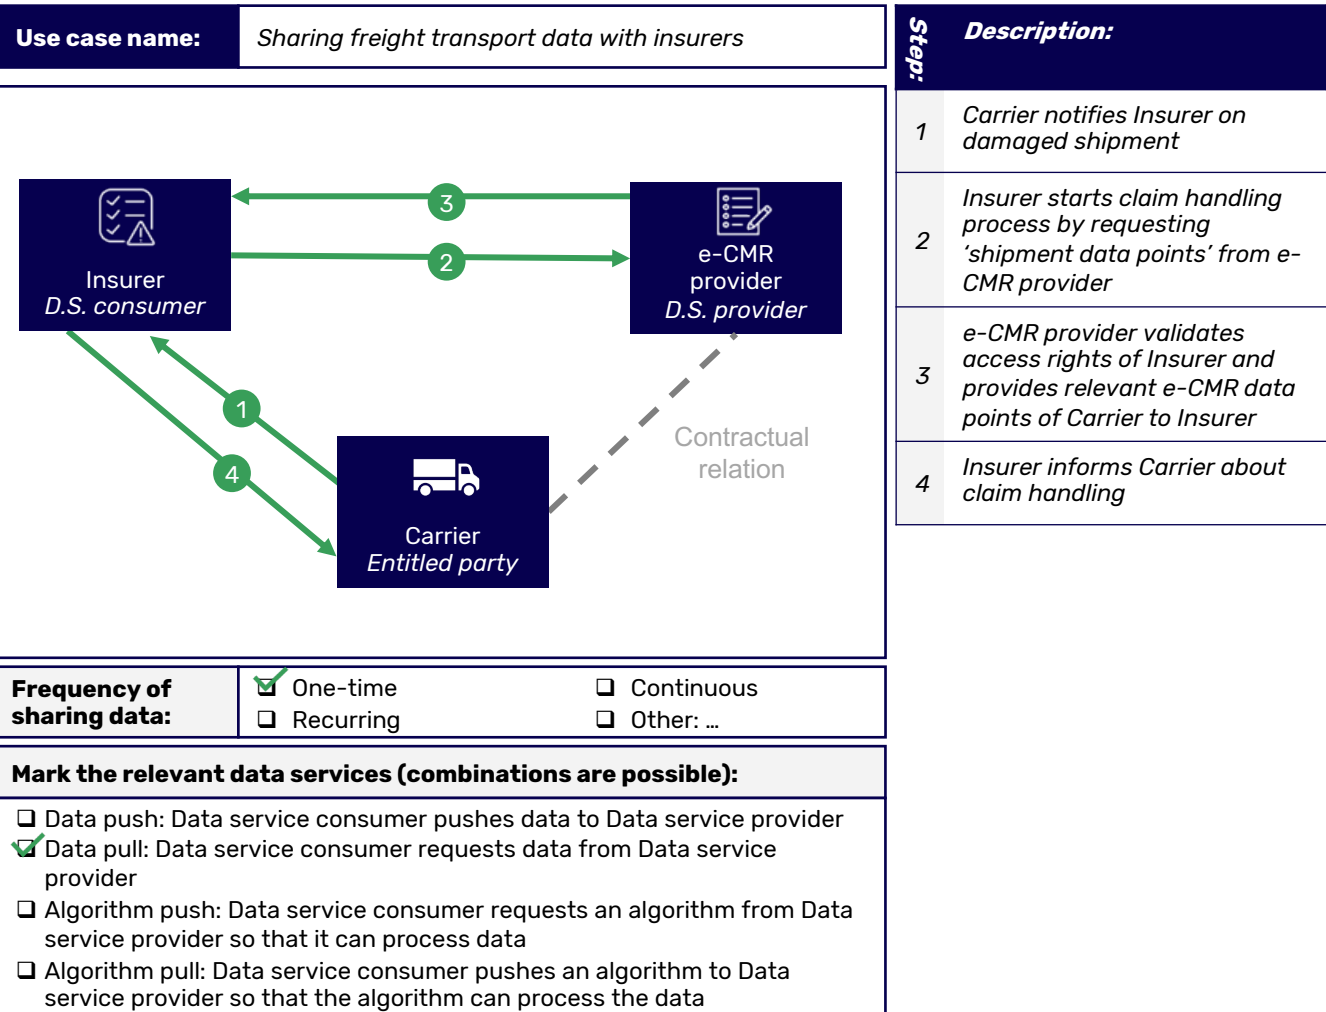 Use case name:
Sharing freight transport data with insurers
3
2
Insurer
D.S. consumer
e-CMR
provider
D.S. provider
1
4
Contractual
relation
Carrier
Entitled party
Step:
Description:
1
Carrier notifies Insurer on
damaged shipment
2
Insurer starts claim handling
process by requesting
‘shipment data points’ from e-
CMR provider
3
e-CMR provider validates
access rights of Insurer and
provides relevant e-CMR data
points of Carrier to Insurer
4
Insurer informs Carrier about
claim handling
Frequency of
sharing data:
One-time
Continuous
Recurring
Other: …
Mark the relevant data services (combinations are possible):
Data push: Data service consumer pushes data to Data service provider
Data pull: Data service consumer requests data from Data service
provider
Algorithm push: Data service consumer requests an algorithm from Data
service provider so that it can process data
Algorithm pull: Data service consumer pushes an algorithm to Data
service provider so that the algorithm can process the data